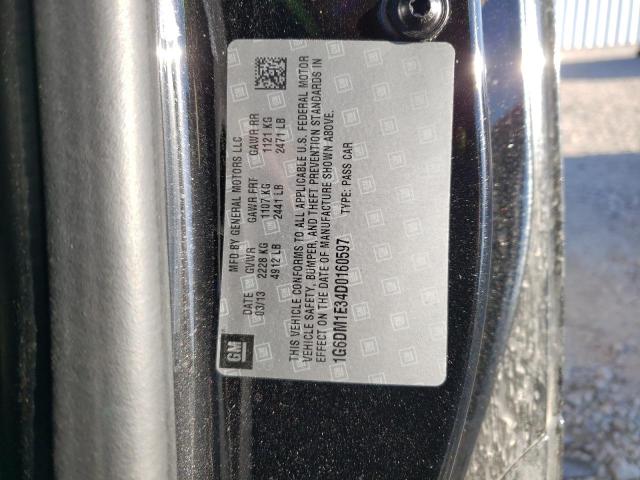 MFD BY GENERAL MOTORS LLC
DATE GVWR GAWR FRT GAWR RR
03/13 2228 KG 1107 KG 1121 KG
4912 LB 2441 LB 2471 LB
THIS VEHICLE CONFORMS TO ALL APPLICABLE U.S. FEDERAL MOTOR
VEHICLE SAFETY, BUMPER, AND THEFT PREVENTION STANDARDS IN
EFFECT ON THE DATE OF MANUFACTURE SHOWN ABOVE.
1G6DM1E34D0160597 TYPE: PASS CAR
GM